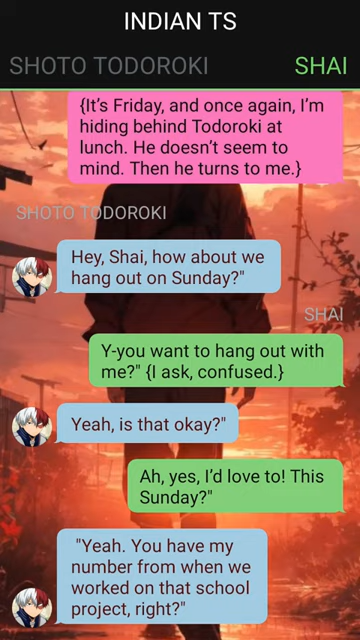 INDIAN TS
SHOTO TODOROKI SHAI
{It’s Friday, and once again, I’m
hiding behind Todoroki at
lunch. He doesn’t seem to
mind. Then he turns to me.}
SHOTO TODOROKI
Hey, Shai, how about we
hang out on Sunday?"
SHAI
Y-you want to hang out with
me?" {I ask, confused.}
Yeah, is that okay?"
Ah, yes, I’d love to! This
Sunday?"
"Yeah. You have my
number from when we
worked on that school
project, right?"